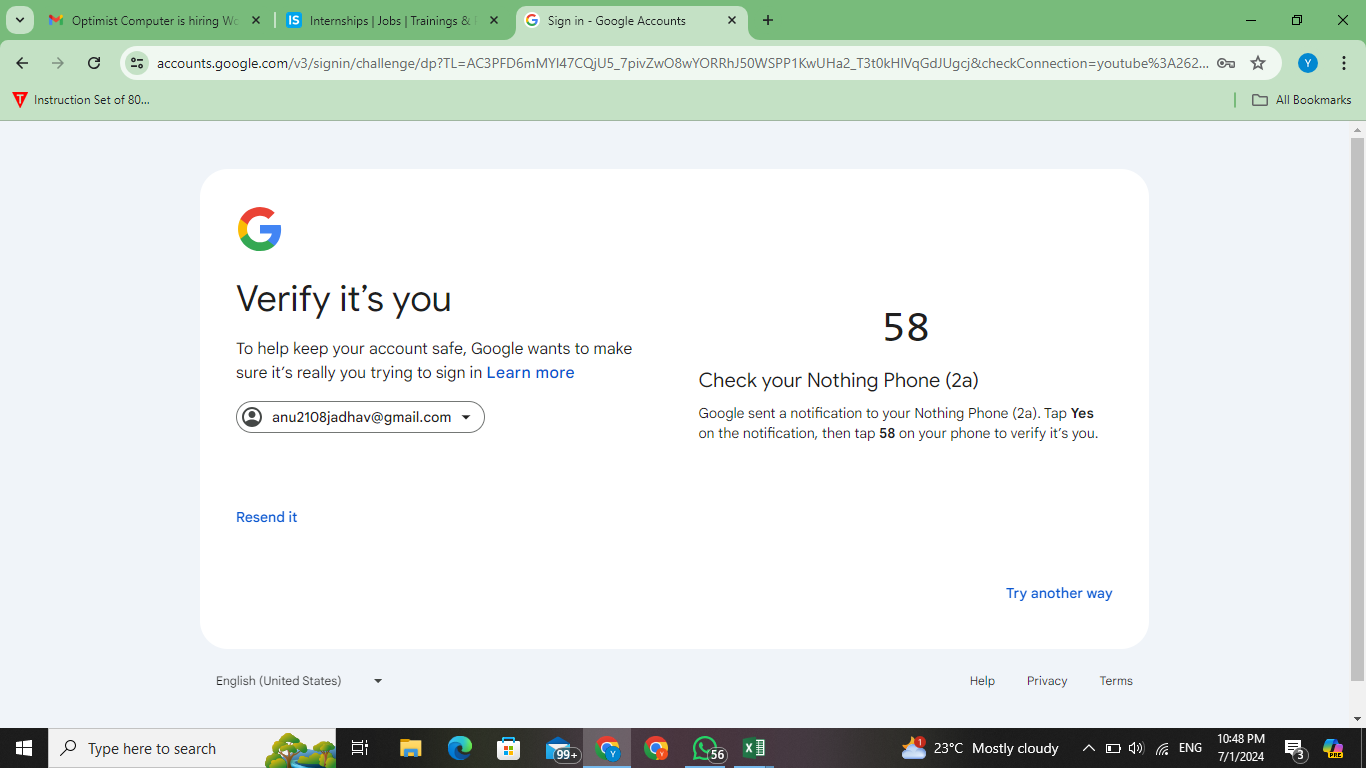 Optimist Computer is hiring Wo
Internships | Jobs | Trainings &
Sign in - Google Accounts
accounts.google.com/v3/signin/challenge/dp?TL=AC3PFD6mMYI47CQjU5_7pivZwO8wYORRhJ50WSPP1KwUHa2_T3t0kHlVqGdJUgcj&checkConnection=youtube%3A262...
Y
Instruction Set of 80...
All Bookmarks
Verify it's you
To help keep your account safe, Google wants to make
sure it's really you trying to sign in Learn more
anu2108jadhav@gmail.com
Resend it
58
Check your Nothing Phone (2a)
Google sent a notification to your Nothing Phone (2a). Tap Yes
on the notification, then tap 58 on your phone to verify it's you.
Try another way
English (United States)
Help Privacy Terms
Type here to search
99+
56
1
23°C Mostly cloudy
ENG
10:48 PM
7/1/2024
3
PRE